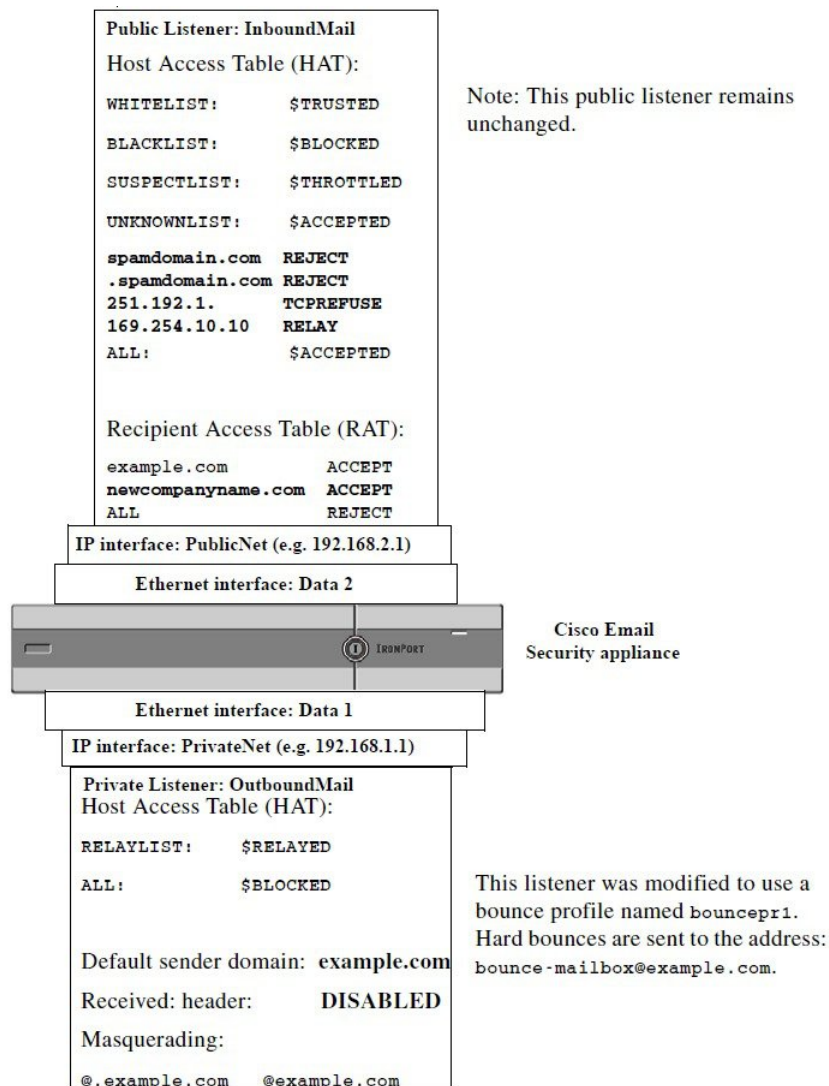 Public Listener: InboundMail
Host Access Table (HAT):
WHITELIST: $TRUSTED
BLACKLIST: $BLOCKED
SUSPECTLIST: $THROTTLED
UNKNOWNLIST: $ACCEPTED
spamdomain.com REJECT
.spamdomain.com REJECT
251.192.1. TCPREFUSE
169.254.10.10 RELAY
ALL: $ACCEPTED
Note: This public listener remains
unchanged.
Recipient Access Table (RAT):
example.com ACCEPT
newcompanyname.com ACCEPT
ALL REJECT
IP interface: PublicNet (e.g. 192.168.2.1)
Ethernet interface: Data 2
IRONPORT
Cisco Email
Security appliance
Ethernet interface: Data 1
IP interface: PrivateNet (e.g. 192.168.1.1)
Private Listener: OutboundMail
Host Access Table (HAT):
RELAYLIST: $RELAYED
ALL: $BLOCKED
Default sender domain: example.com
Received: header: DISABLED
Masquerading:
@.example.com @example.com
This listener was modified to use a
bounce profile named bouncepr1.
Hard bounces are sent to the address:
bounce-mailbox@example.com.